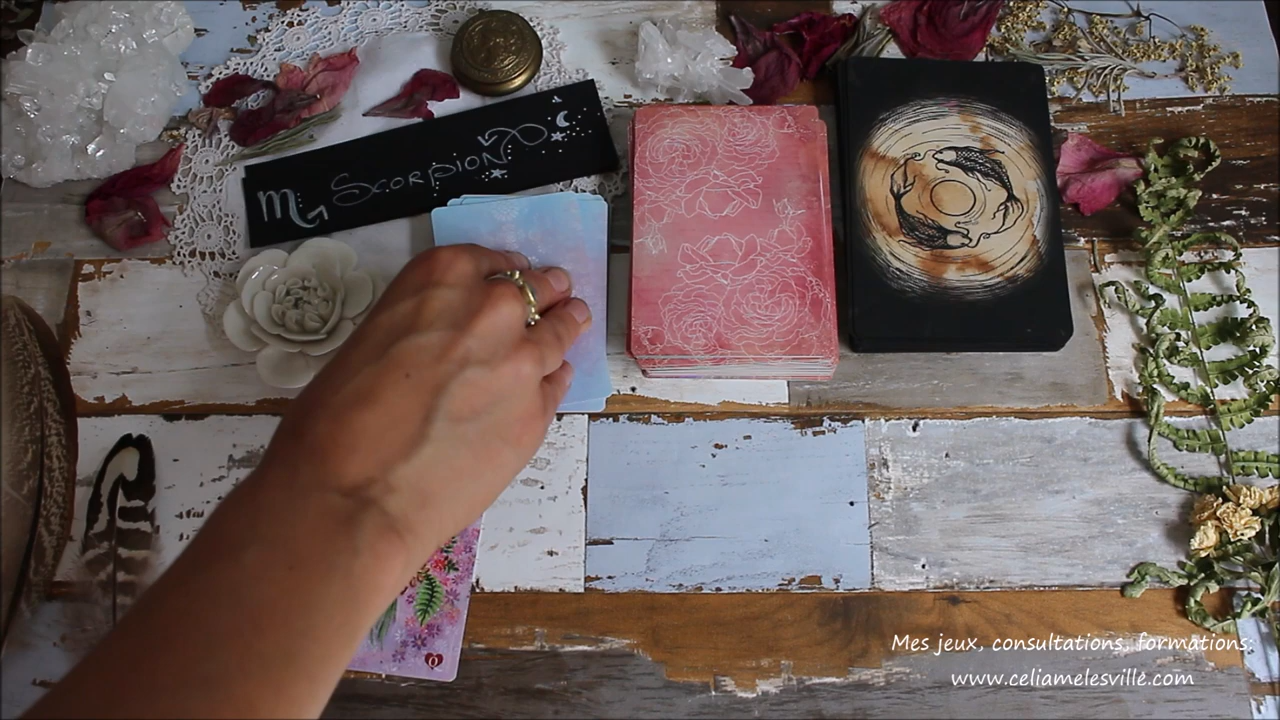 ♏ Scorpion
Q
Mes jeux, consultations, formations:
www.celiamelesville.com